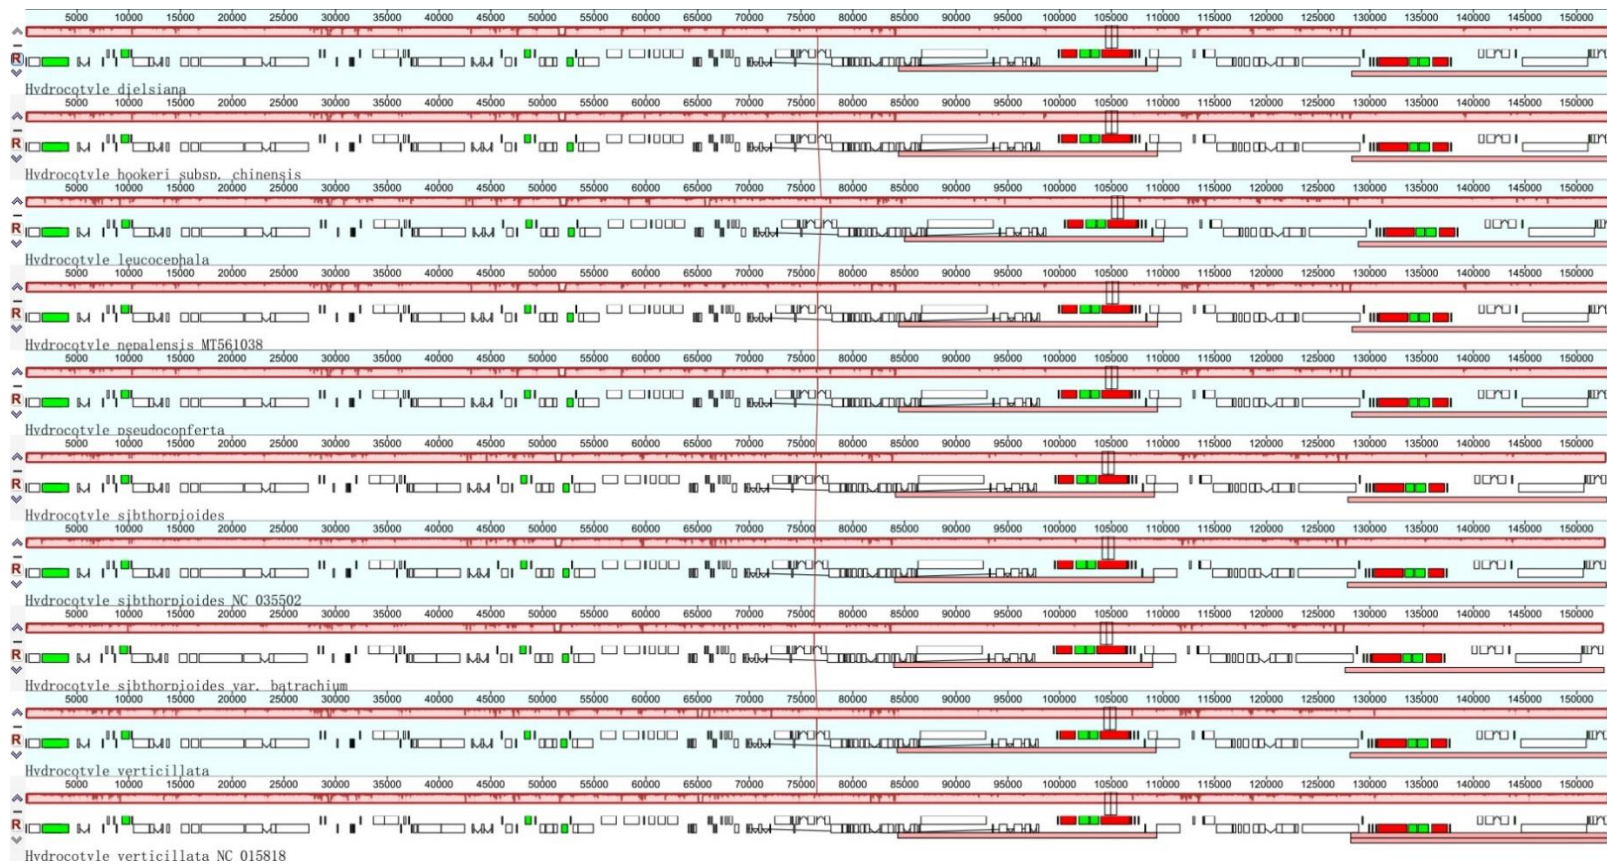 5000 10000 15000 20000 25000 30000 35000 40000 45000 50000 55000 60000 65000 70000 75000 80000 85000 90000 95000 100000 105000 110000 115000 120000 125000 130000 135000 140000 145000 150000
R
Hydrocotyle dielsiana
5000 10000 15000 20000 25000 30000 35000 40000 45000 50000 55000 60000 65000 70000 75000 80000 85000 90000 95000 100000 105000 110000 115000 120000 125000 130000 135000 140000 145000 150000
R
Hydrocotyle hookeri subsp. chinensis
5000 10000 15000 20000 25000 30000 35000 40000 45000 50000 55000 60000 65000 70000 75000 80000 85000 90000 95000 100000 105000 110000 115000 120000 125000 130000 135000 140000 145000 150000
R
Hydrocotyle leucocephala
5000 10000 15000 20000 25000 30000 35000 40000 45000 50000 55000 60000 65000 70000 75000 80000 85000 90000 95000 100000 105000 110000 115000 120000 125000 130000 135000 140000 145000 150000
R
Hydrocotyle nepalensis MT561038
5000 10000 15000 20000 25000 30000 35000 40000 45000 50000 55000 60000 65000 70000 75000 80000 85000 90000 95000 100000 105000 110000 115000 120000 125000 130000 135000 140000 145000 150000
R
Hydrocotyle pseudoconferta
5000 10000 15000 20000 25000 30000 35000 40000 45000 50000 55000 60000 65000 70000 75000 80000 85000 90000 95000 100000 105000 110000 115000 120000 125000 130000 135000 140000 145000 150000
R
Hydrocotyle sibthorpioides
5000 10000 15000 20000 25000 30000 35000 40000 45000 50000 55000 60000 65000 70000 75000 80000 85000 90000 95000 100000 105000 110000 115000 120000 125000 130000 135000 140000 145000 150000
R
Hydrocotyle sibthorpioides NC 035502
5000 10000 15000 20000 25000 30000 35000 40000 45000 50000 55000 60000 65000 70000 75000 80000 85000 90000 95000 100000 105000 110000 115000 120000 125000 130000 135000 140000 145000 150000
R
Hydrocotyle sibthorpioides var. batrachium
5000 10000 15000 20000 25000 30000 35000 40000 45000 50000 55000 60000 65000 70000 75000 80000 85000 90000 95000 100000 105000 110000 115000 120000 125000 130000 135000 140000 145000 150000
R
Hydrocotyle verticillata
5000 10000 15000 20000 25000 30000 35000 40000 45000 50000 55000 60000 65000 70000 75000 80000 85000 90000 95000 100000 105000 110000 115000 120000 125000 130000 135000 140000 145000 150000
R
Hydrocotyle verticillata NC 015818